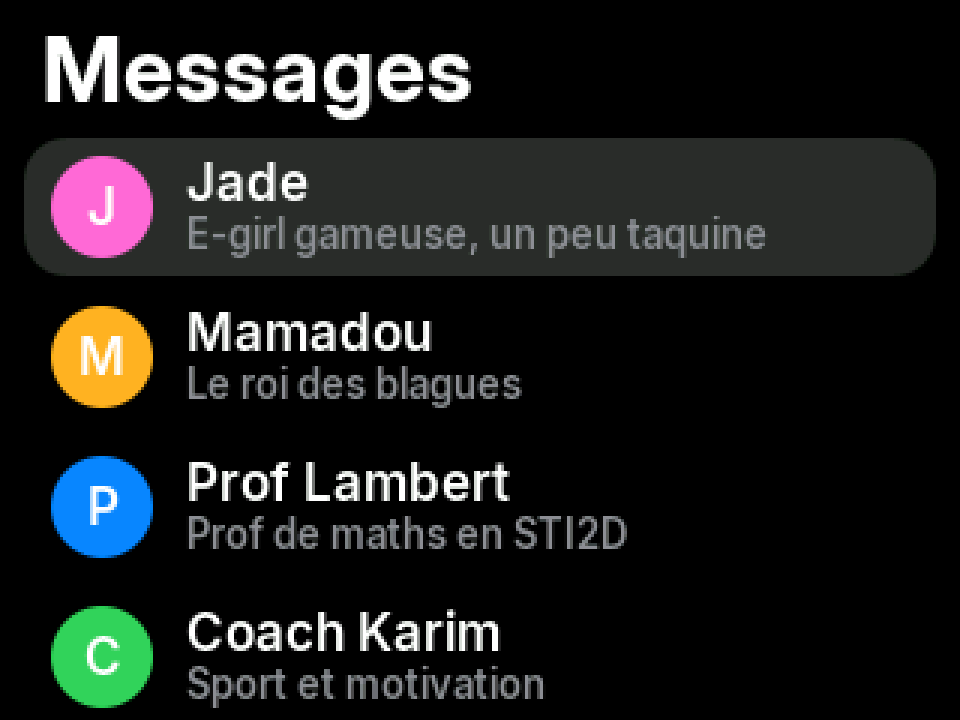 Messages
J
Jade
E-girl gameuse, un peu taquine
M
Mamadou
Le roi des blagues
P
Prof Lambert
Prof de maths en STI2D
C
Coach Karim
Sport et motivation